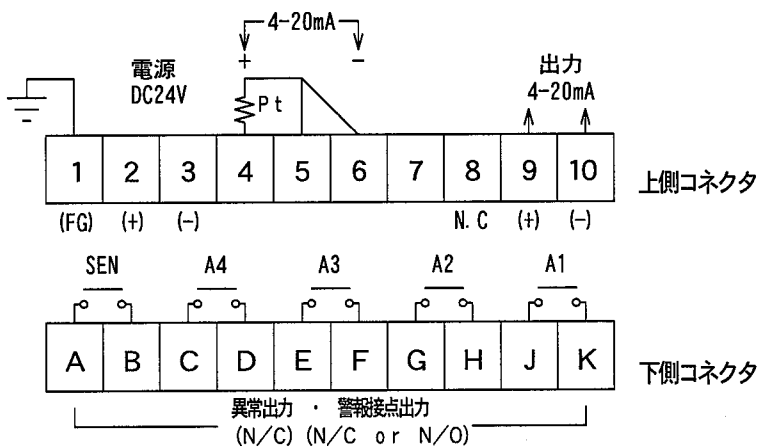 4-20mA
+ −
電源
DC24V
Pt
出力
4-20mA
1 2 3 4 5 6 7 8 9 10
上側コネクタ
(FG) (+) (−) N.C (+) (−)
SEN A4 A3 A2 A1
A B C D E F G H J K
下側コネクタ
異常出力 ・ 警報接点出力
(N/C) (N/C or N/O)